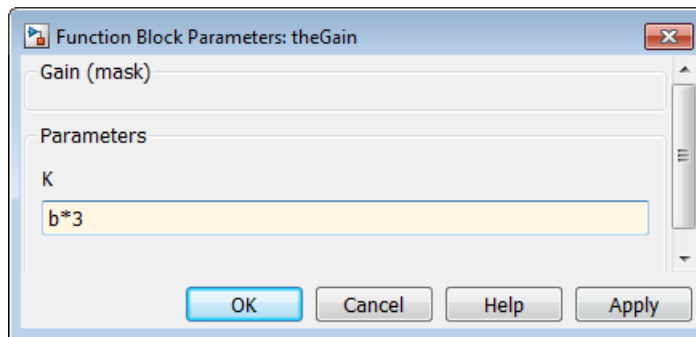 Function Block Parameters: theGain
Gain (mask)
Parameters
K
b*3
OK Cancel Help Apply